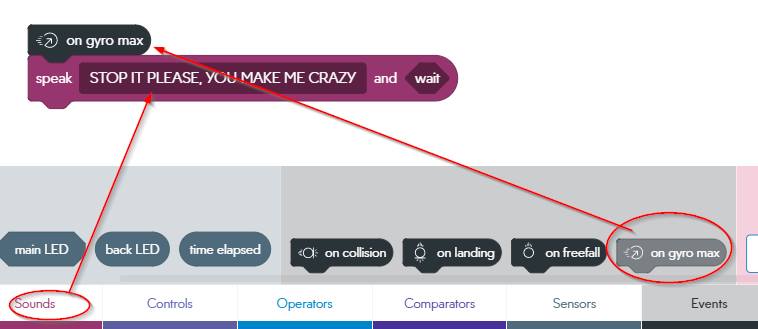 on gyro max
speak STOP IT PLEASE, YOU MAKE ME CRAZY and wait
main LED back LED time elapsed on collision on landing on freefall on gyro max
Sounds Controls Operators Comparators Sensors Events